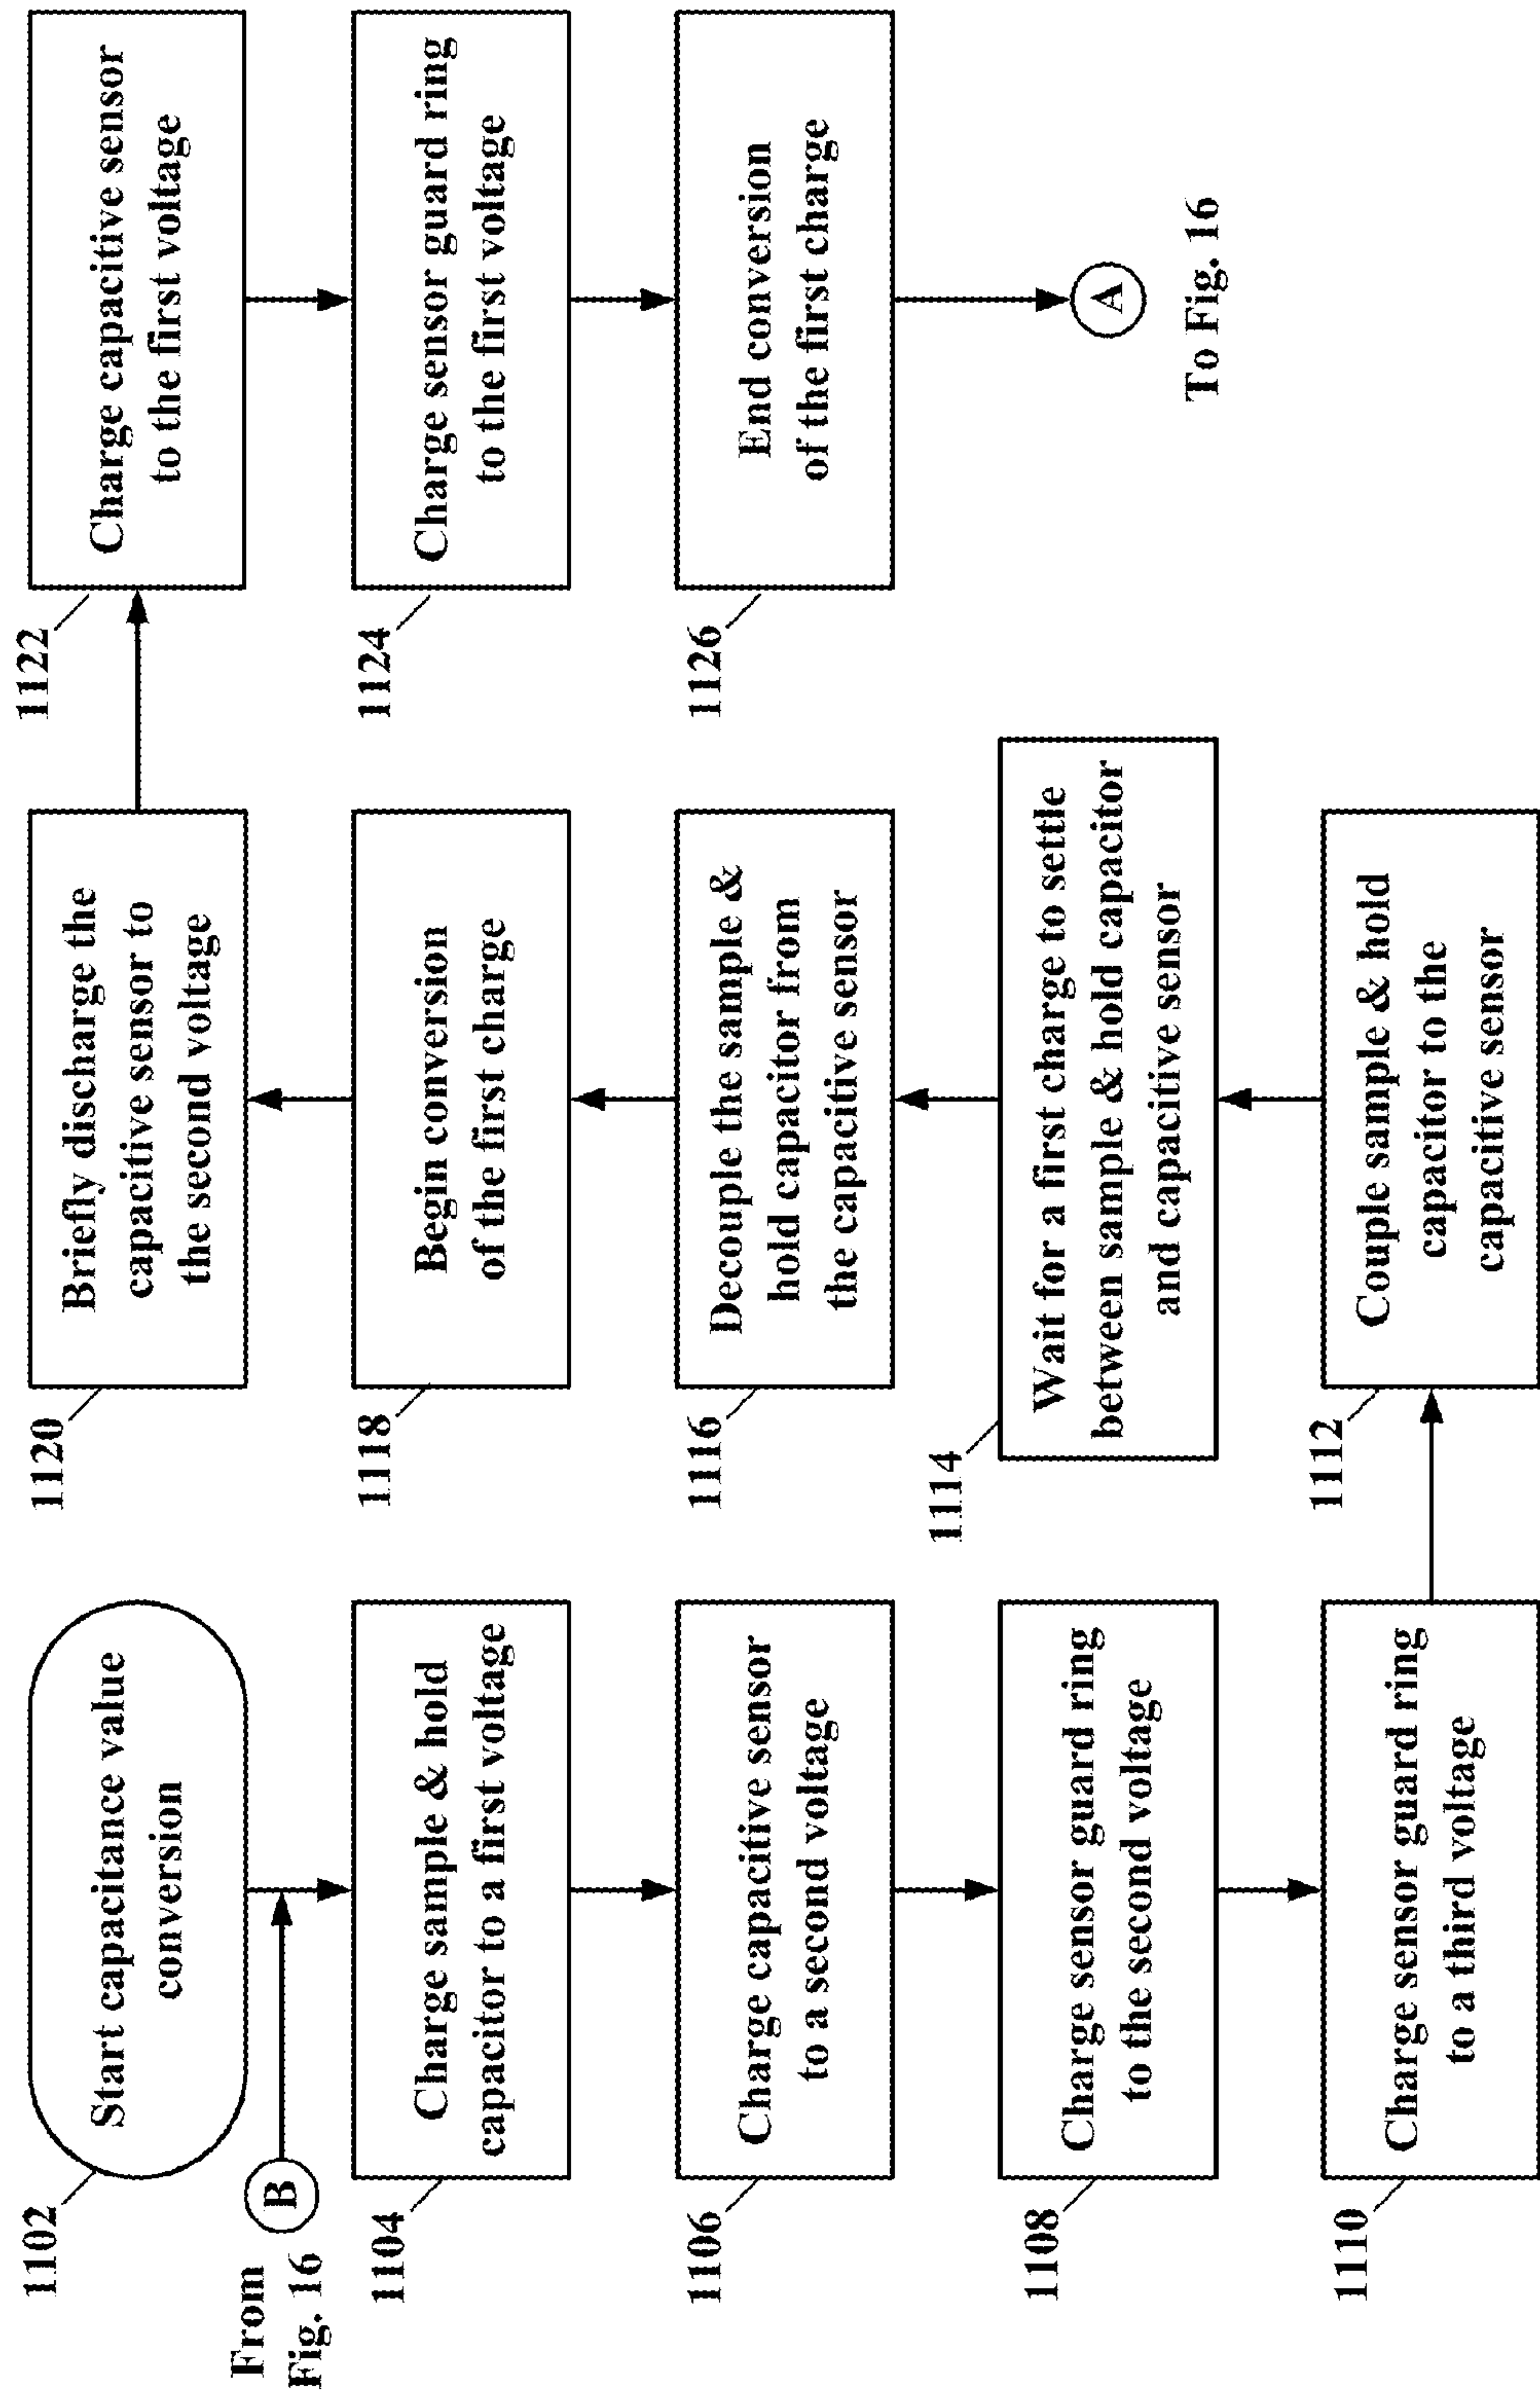 1102
Start capacitance value
conversion
From
Fig. 16
B
1104
Charge sample & hold
capacitor to a first voltage
1106
Charge capacitive sensor
to a second voltage
1108
Charge sensor guard ring
to the second voltage
1110
Charge sensor guard ring
to a third voltage
1112
Couple sample & hold
capacitor to the
capacitive sensor
1114
Wait for a first charge to settle
between sample & hold capacitor
and capacitive sensor
1116
Decouple the sample &
hold capacitor from
the capacitive sensor
1118
Begin conversion
of the first charge
1120
Briefly discharge the
capacitive sensor to
the second voltage
1122
Charge capacitive sensor
to the first voltage
1124
Charge sensor guard ring
to the first voltage
1126
End conversion
of the first charge
A
To Fig. 16